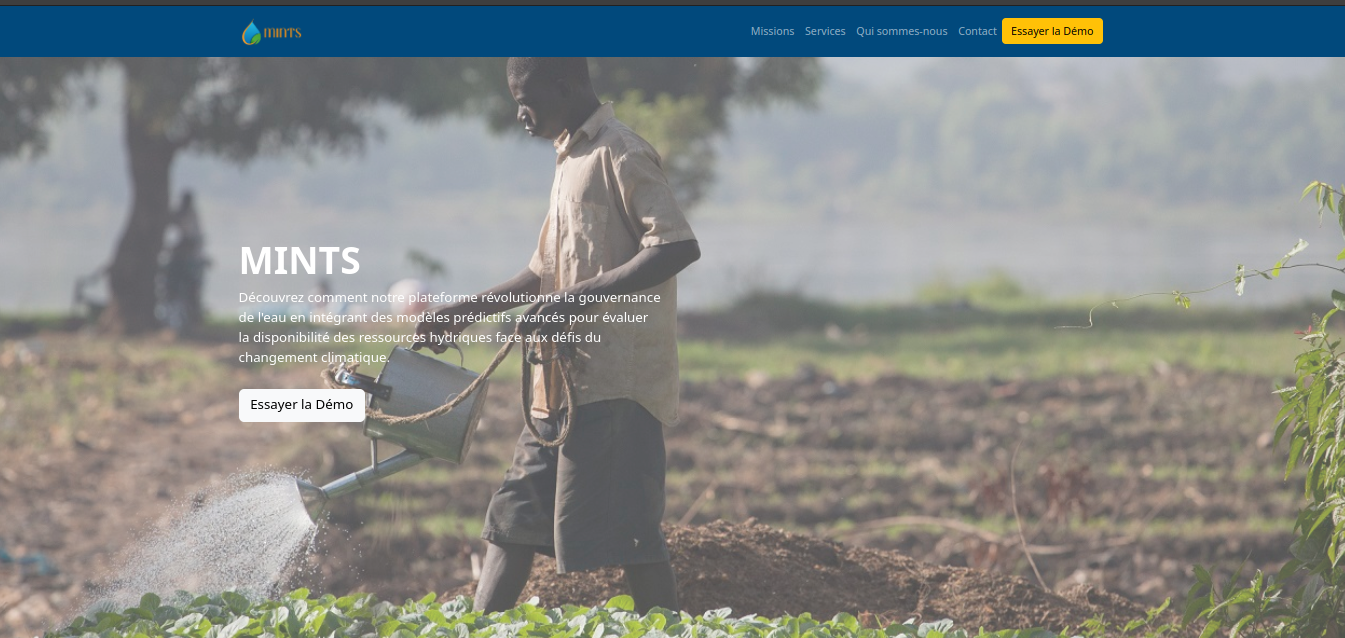 mints
Missions Services Qui sommes-nous Contact Essayer la Démo
MINTS
Découvrez comment notre plateforme révolutionne la gouvernance
de l'eau en intégrant des modèles prédictifs avancés pour évaluer
la disponibilité des ressources hydriques face aux défis du
changement climatique.
Essayer la Démo